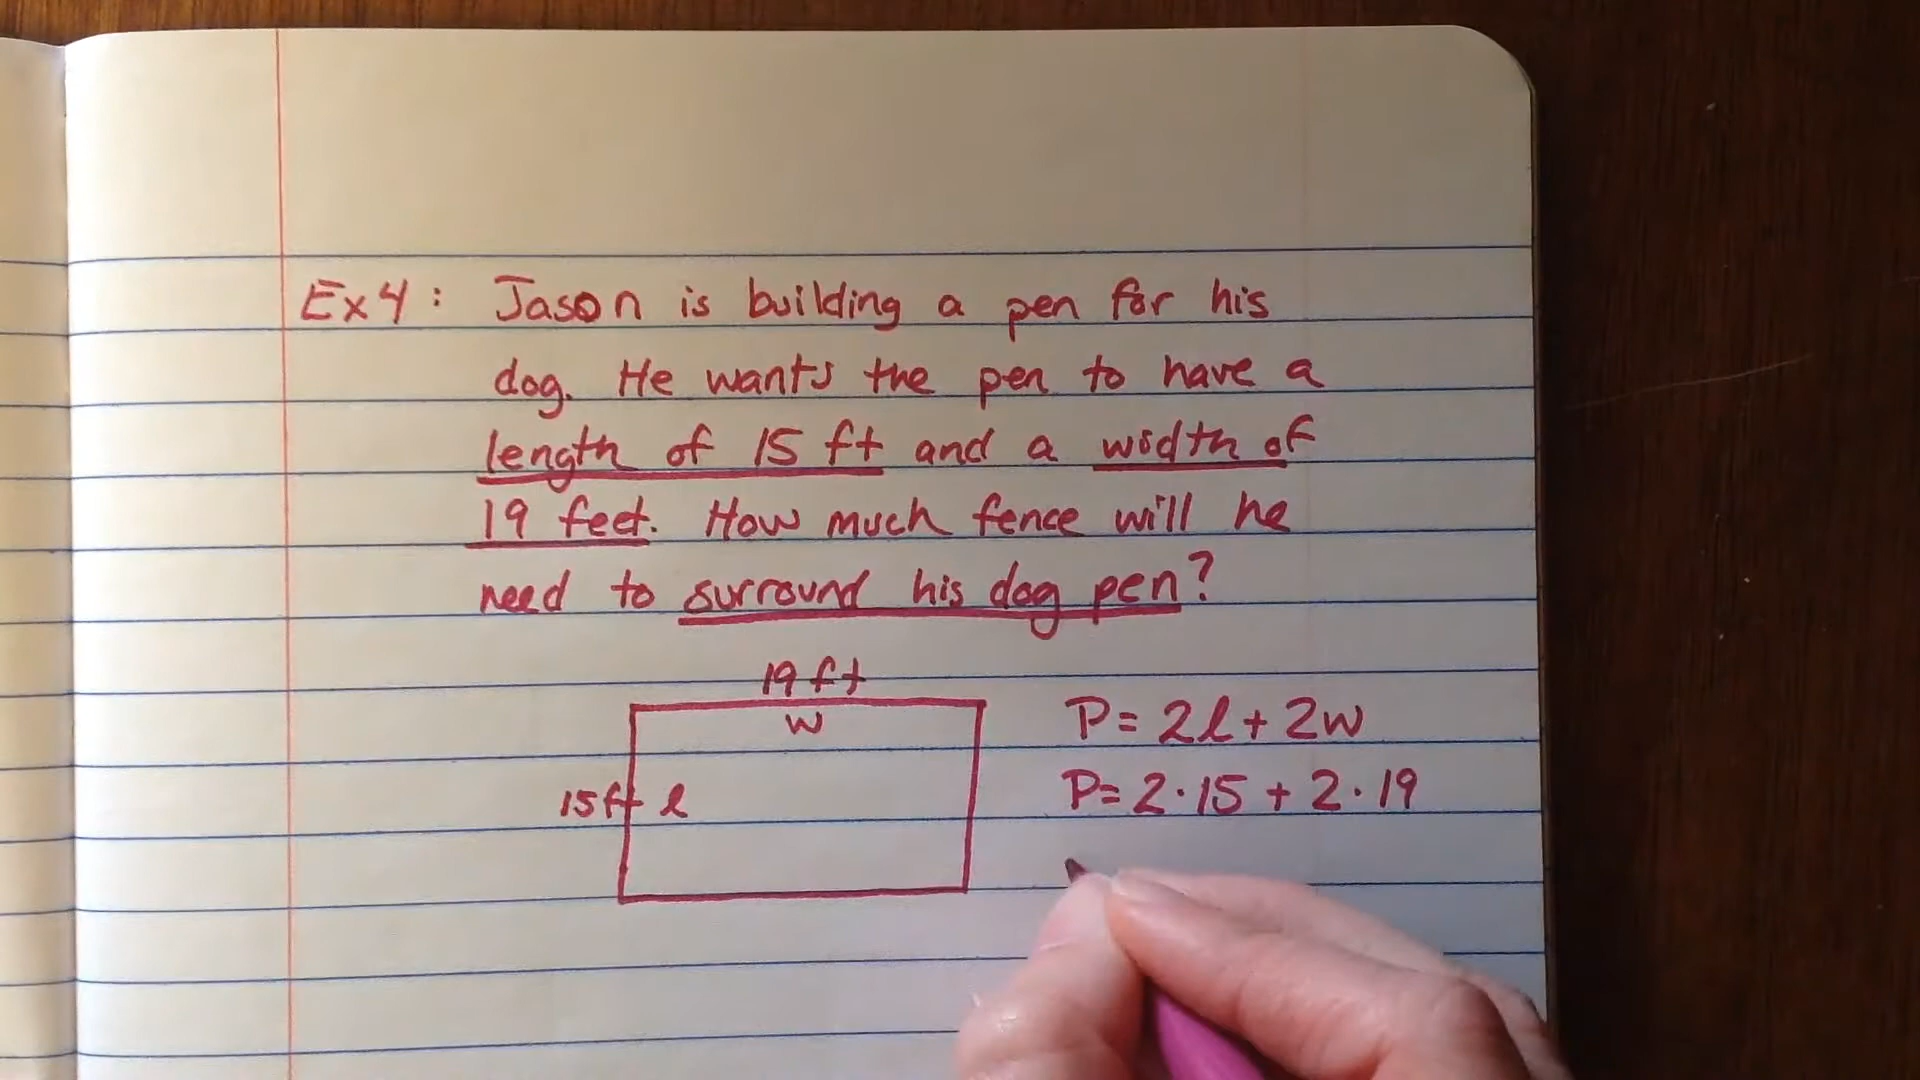 Ex 4: Jason is building a pen for his
dog. He wants the pen to have a
length of 15 ft and a width of
19 feet. How much fence will he
need to surround his dog pen?
19 ft
w
15 ft l
P = 2l + 2w
P = 2 · 15 + 2 · 19